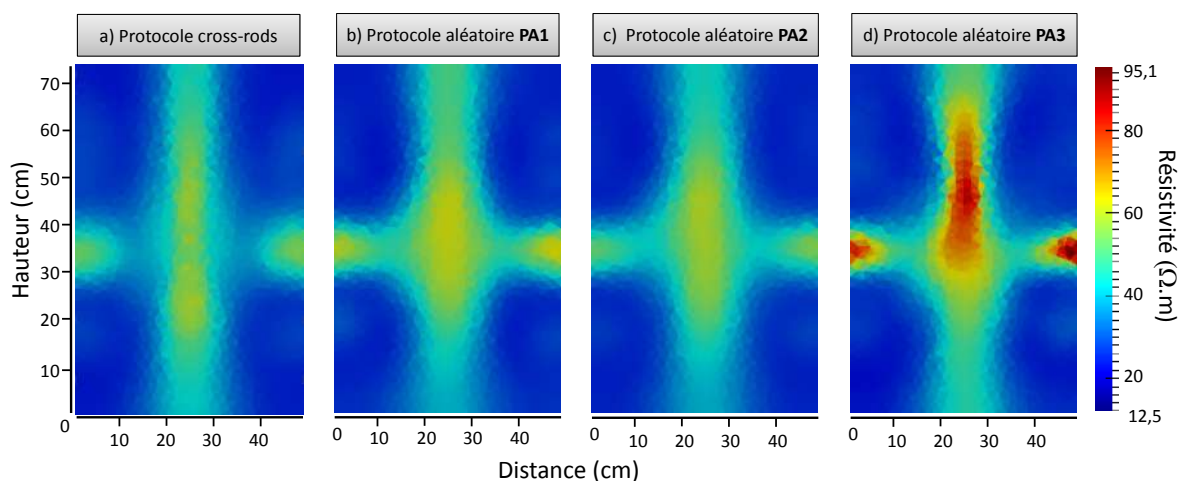 a) Protocole cross-rods
b) Protocole aléatoire PA1
c) Protocole aléatoire PA2
d) Protocole aléatoire PA3
Hauteur (cm)
70
60
50
40
30
20
10
0
10 20 30 40
0 10 20 30 40
0 10 20 30 40
0 10 20 30 40
Distance (cm)
95,1
80
60
40
20
12,5
Résistivité (Ω.m)